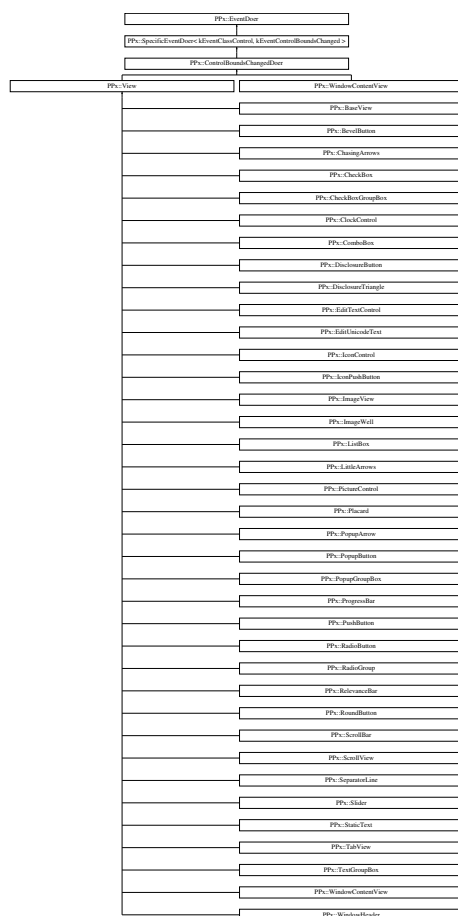 PPx::EventDoer
PPx::SpecificEventDoer< kEventClassControl, kEventControlBoundsChanged >
PPx::ControlBoundsChangedDoer
PPx::View
PPx::WindowContentView
PPx::BaseView
PPx::BevelButton
PPx::ChasingArrows
PPx::CheckBox
PPx::CheckBoxGroupBox
PPx::ClockControl
PPx::ComboBox
PPx::DisclosureButton
PPx::DisclosureTriangle
PPx::EditTextControl
PPx::EditUnicodeText
PPx::IconControl
PPx::IconPushButton
PPx::ImageView
PPx::ImageWell
PPx::ListBox
PPx::LittleArrows
PPx::PictureControl
PPx::Placard
PPx::PopupArrow
PPx::PopupButton
PPx::PopupGroupBox
PPx::ProgressBar
PPx::PushButton
PPx::RadioButton
PPx::RadioGroup
PPx::RelevanceBar
PPx::RoundButton
PPx::ScrollBar
PPx::ScrollView
PPx::SeparatorLine
PPx::Slider
PPx::StaticText
PPx::TabView
PPx::TextGroupBox
PPx::WindowContentView
PPx::WindowHeader